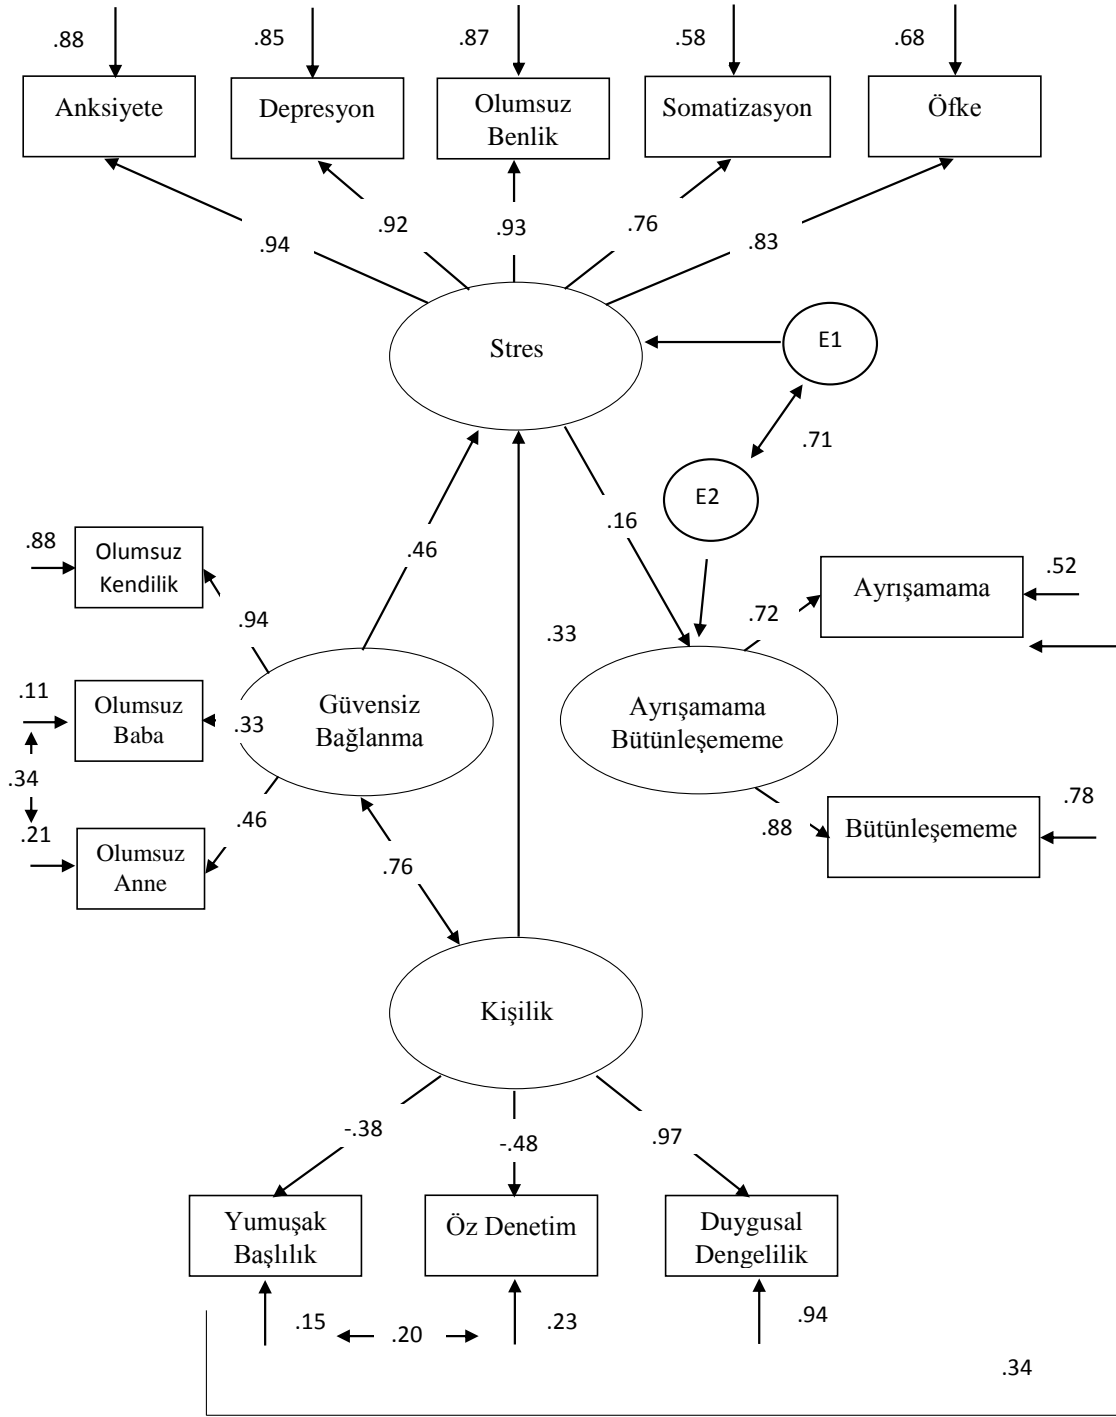 .88
.85
.87
.58
.68
Anksiyete
Depresyon
Olumsuz
Benlik
Somatizasyon
Öfke
.94
.92
.93
.76
.83
Stres
E1
.71
E2
.16
.46
.88
Olumsuz
Kendilik
.94
.33
Ayrışamama
.52
.72
.11
Olumsuz
Baba
.33
Güvensiz
Bağlanma
Ayrışamama
Bütünleşememe
.34
.21
Olumsuz
Anne
.46
.76
.88
Bütünleşememe
.78
Kişilik
-.38
-.48
.97
Yumuşak
Başlılık
Öz Denetim
Duygusal
Dengelilik
.15
.20
.23
.94
.34